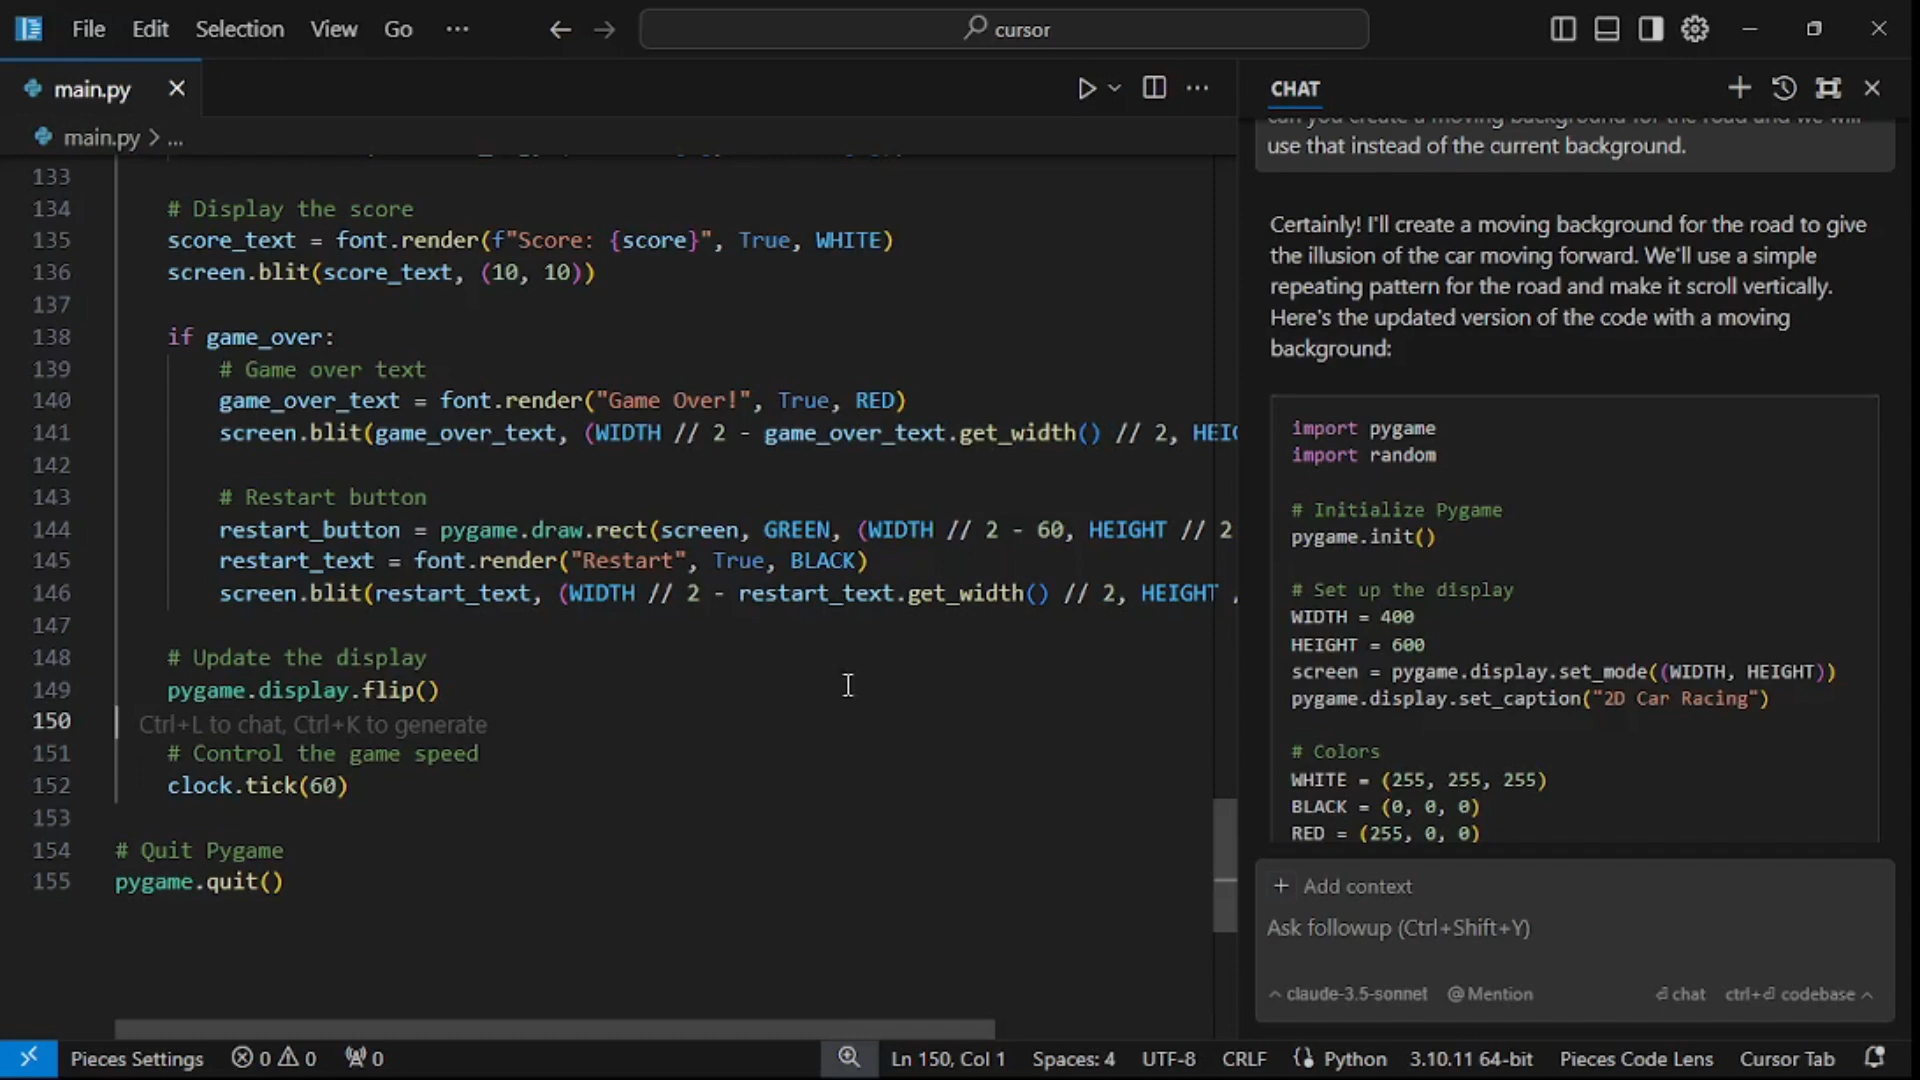 File Edit Selection View Go ··· cursor
main.py
CHAT
main.py > ...
133
134 # Display the score
135 score_text = font.render(f"Score: {score}", True, WHITE)
136 screen.blit(score_text, (10, 10))
137
138 if game_over:
139 # Game over text
140 game_over_text = font.render("Game Over!", True, RED)
141 screen.blit(game_over_text, (WIDTH // 2 - game_over_text.get_width() // 2, HEIG
142
143 # Restart button
144 restart_button = pygame.draw.rect(screen, GREEN, (WIDTH // 2 - 60, HEIGHT // 2
145 restart_text = font.render("Restart", True, BLACK)
146 screen.blit(restart_text, (WIDTH // 2 - restart_text.get_width() // 2, HEIGHT /
147
148 # Update the display
149 pygame.display.flip()
150 Ctrl+L to chat, Ctrl+K to generate
151 # Control the game speed
152 clock.tick(60)
153
154 # Quit Pygame
155 pygame.quit()
can you create a moving background for the road and we will
use that instead of the current background.
Certainly! I'll create a moving background for the road to give
the illusion of the car moving forward. We'll use a simple
repeating pattern for the road and make it scroll vertically.
Here's the updated version of the code with a moving
background:
import pygame
import random
# Initialize Pygame
pygame.init()
# Set up the display
WIDTH = 400
HEIGHT = 600
screen = pygame.display.set_mode((WIDTH, HEIGHT))
pygame.display.set_caption("2D Car Racing")
# Colors
WHITE = (255, 255, 255)
BLACK = (0, 0, 0)
RED = (255, 0, 0)
+ Add context
Ask followup (Ctrl+Shift+Y)
^ claude-3.5-sonnet @ Mention ⏎ chat ctrl+⏎ codebase ^
Pieces Settings 0 0 0 Ln 150, Col 1 Spaces: 4 UTF-8 CRLF Python 3.10.11 64-bit Pieces Code Lens Cursor Tab